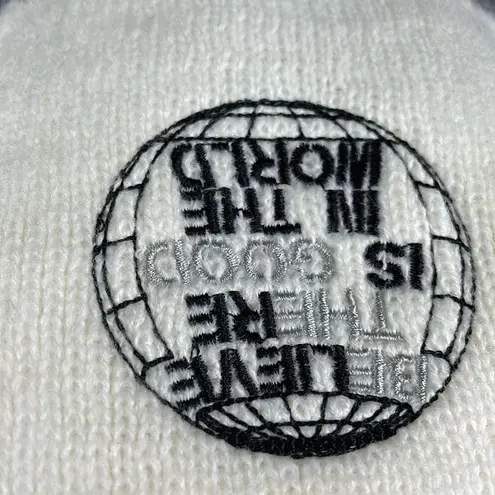 BELIEVE
THERE
IS GOOD
IN THE
WORLD